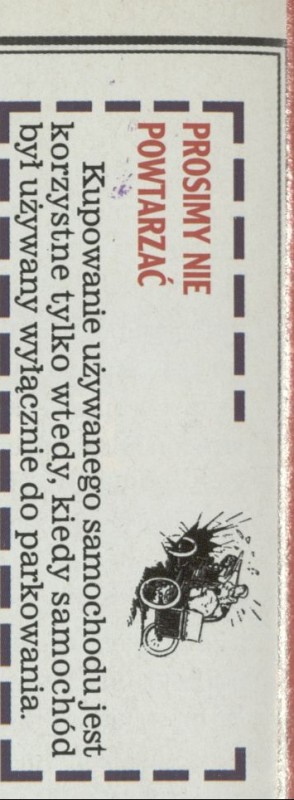 PROSIMY NIE
POWTARZAĆ
Kupowanie używanego samochodu jest
korzystne tylko wtedy, kiedy samochód
był używany wyłącznie do parkowania.